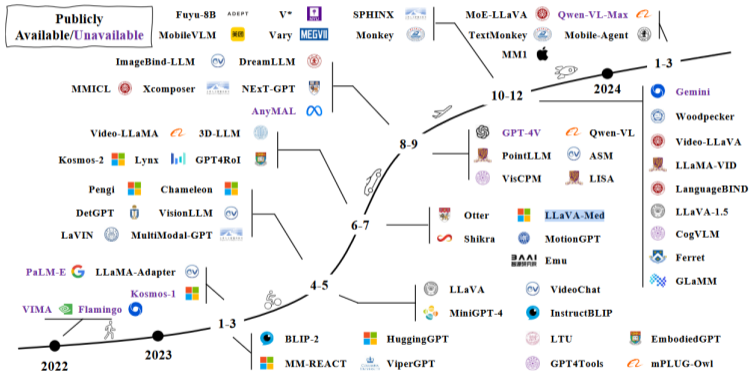 Publicly
Available/Unavailable
Fuyu-8B ADEPT V*
MobileVLM Vary MEGVII
SPHINX
Monkey
MoE-LLaVA Qwen-VL-Max
TextMonkey Mobile-Agent
MM1
1-3
2024
10-12
ImageBind-LLM DreamLLM
MMICL Xcomposer NExT-GPT
AnyMAL
8-9
Gemini
Woodpecker
Video-LLaVA
LLaMA-VID
LanguageBIND
LLaVA-1.5
CogVLM
Ferret
GLaMM
GPT-4V Qwen-VL
PointLLM ASM
VisCPM LISA
Video-LLaMA 3D-LLM
Kosmos-2 Lynx GPT4RoI
6-7
Pengi Chameleon
DetGPT VisionLLM
LaVIN MultiModal-GPT
Otter LLaVA-Med
Shikra MotionGPT
BAAI Emu
4-5
PaLM-E LLaMA-Adapter
Kosmos-1
VIMA Flamingo
LLaVA VideoChat
MiniGPT-4 InstructBLIP
1-3
2023
2022
BLIP-2 HuggingGPT LTU EmbodiedGPT
MM-REACT ViperGPT GPT4Tools mPLUG-Owl